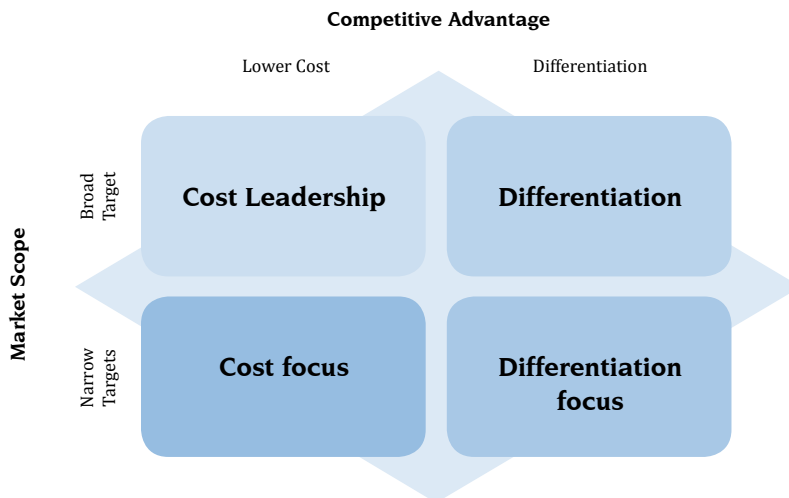 Competitive Advantage
Lower Cost
Differentiation
Market Scope
Broad
Target
Cost Leadership
Differentiation
Narrow
Targets
Cost focus
Differentiation
focus